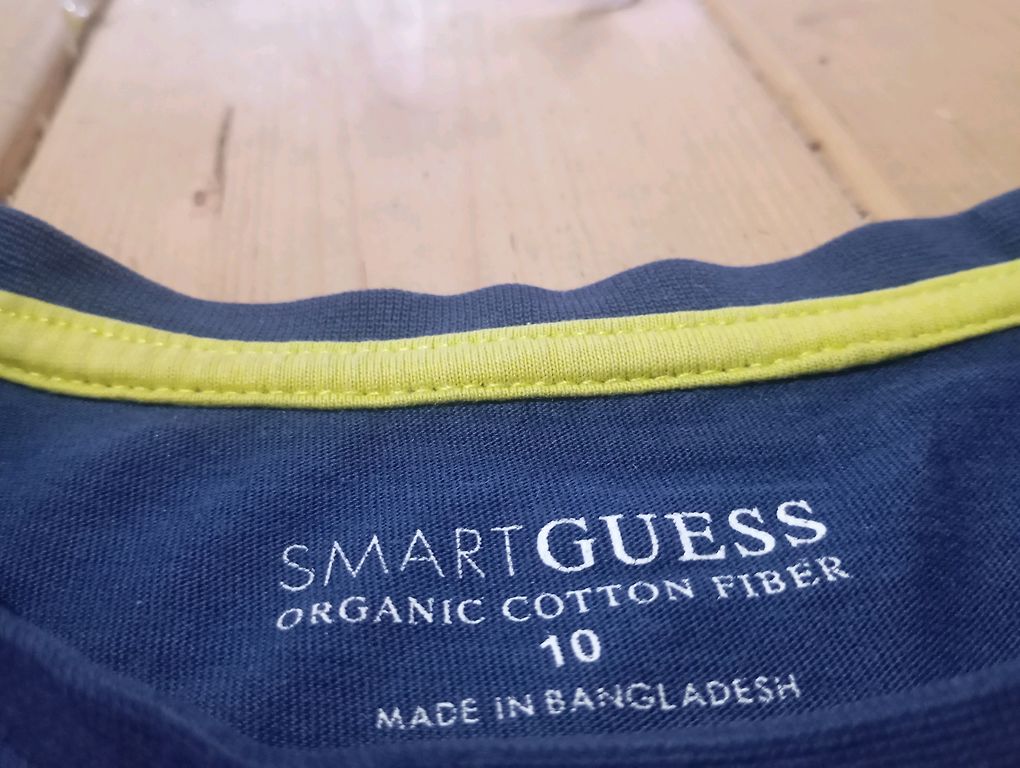 SMARTGUESS
ORGANIC COTTON FIBER
10
MADE IN BANGLADESH